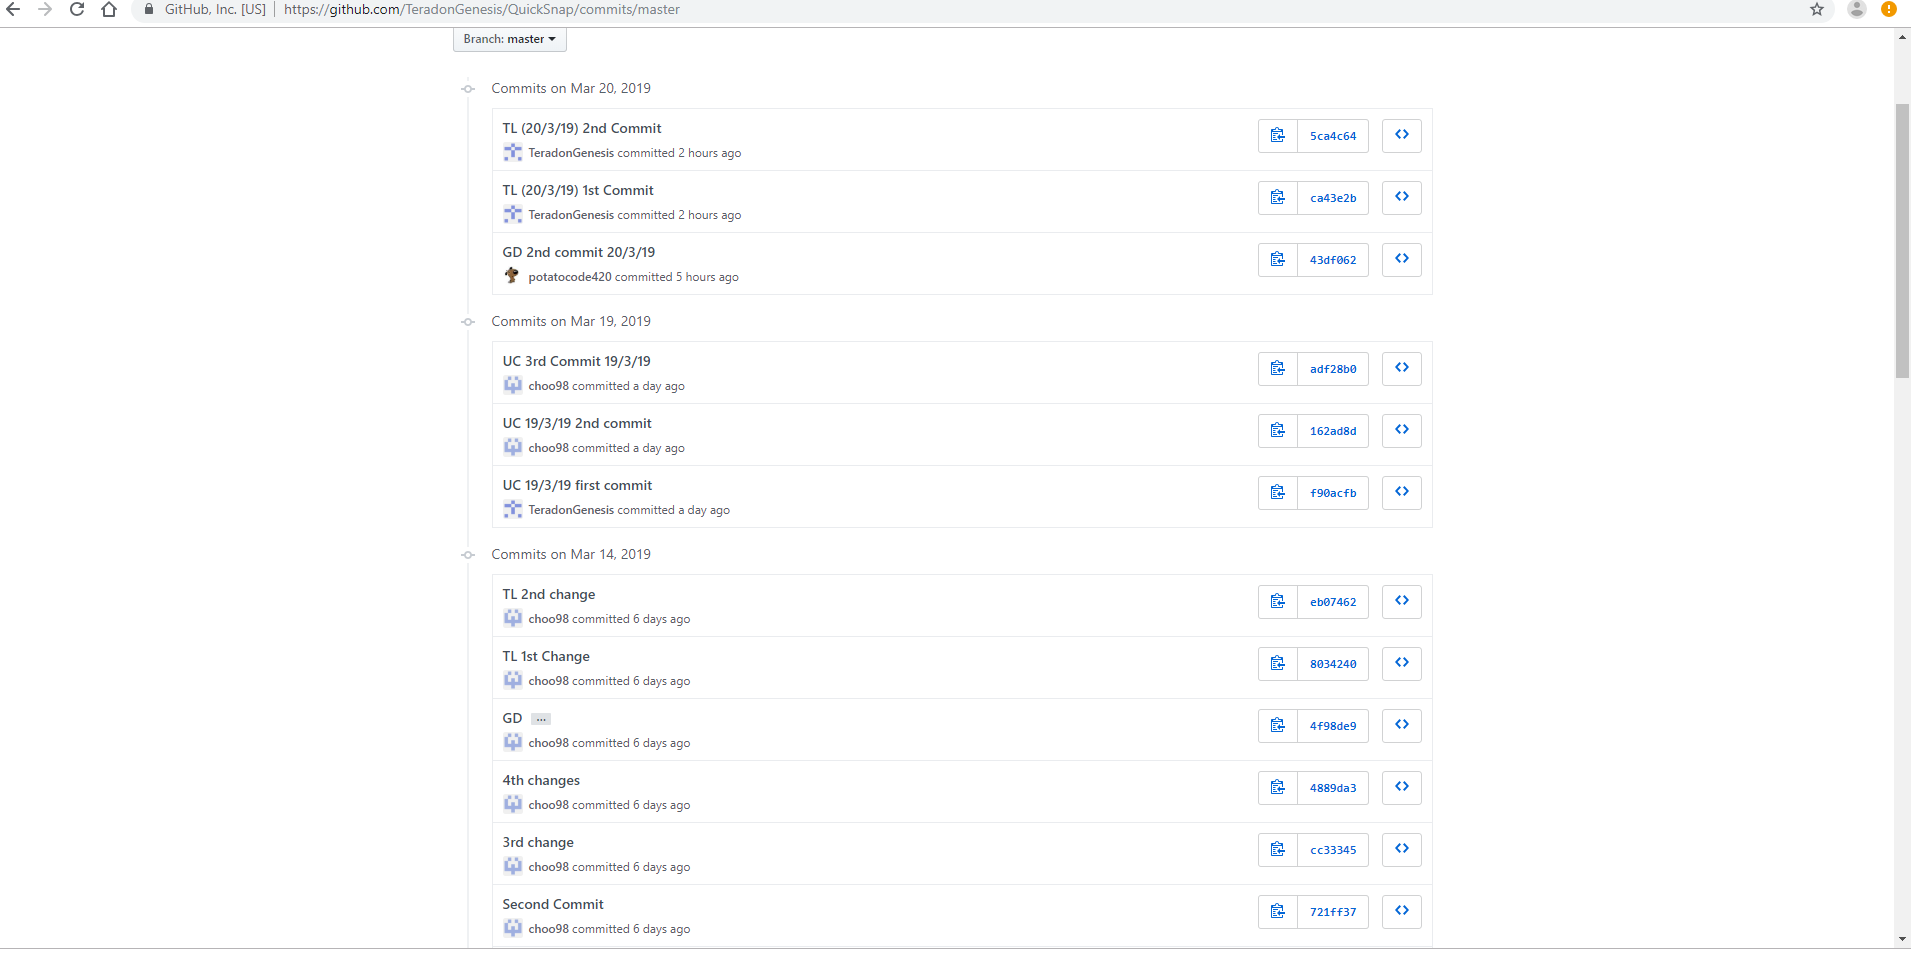 GitHub, Inc. [US] | https://github.com/TeradonGenesis/QuickSnap/commits/master
Branch: master
Commits on Mar 20, 2019
TL (20/3/19) 2nd Commit
5ca4c64
TeradonGenesis committed 2 hours ago
TL (20/3/19) 1st Commit
ca43e2b
TeradonGenesis committed 2 hours ago
GD 2nd commit 20/3/19
43df062
potatocode420 committed 5 hours ago
Commits on Mar 19, 2019
UC 3rd Commit 19/3/19
adf28b0
choo98 committed a day ago
UC 19/3/19 2nd commit
162ad8d
choo98 committed a day ago
UC 19/3/19 first commit
f90acfb
TeradonGenesis committed a day ago
Commits on Mar 14, 2019
TL 2nd change
eb07462
choo98 committed 6 days ago
TL 1st Change
8034240
choo98 committed 6 days ago
GD ...
4f98de9
choo98 committed 6 days ago
4th changes
4889da3
choo98 committed 6 days ago
3rd change
cc33345
choo98 committed 6 days ago
Second Commit
721ff37
choo98 committed 6 days ago